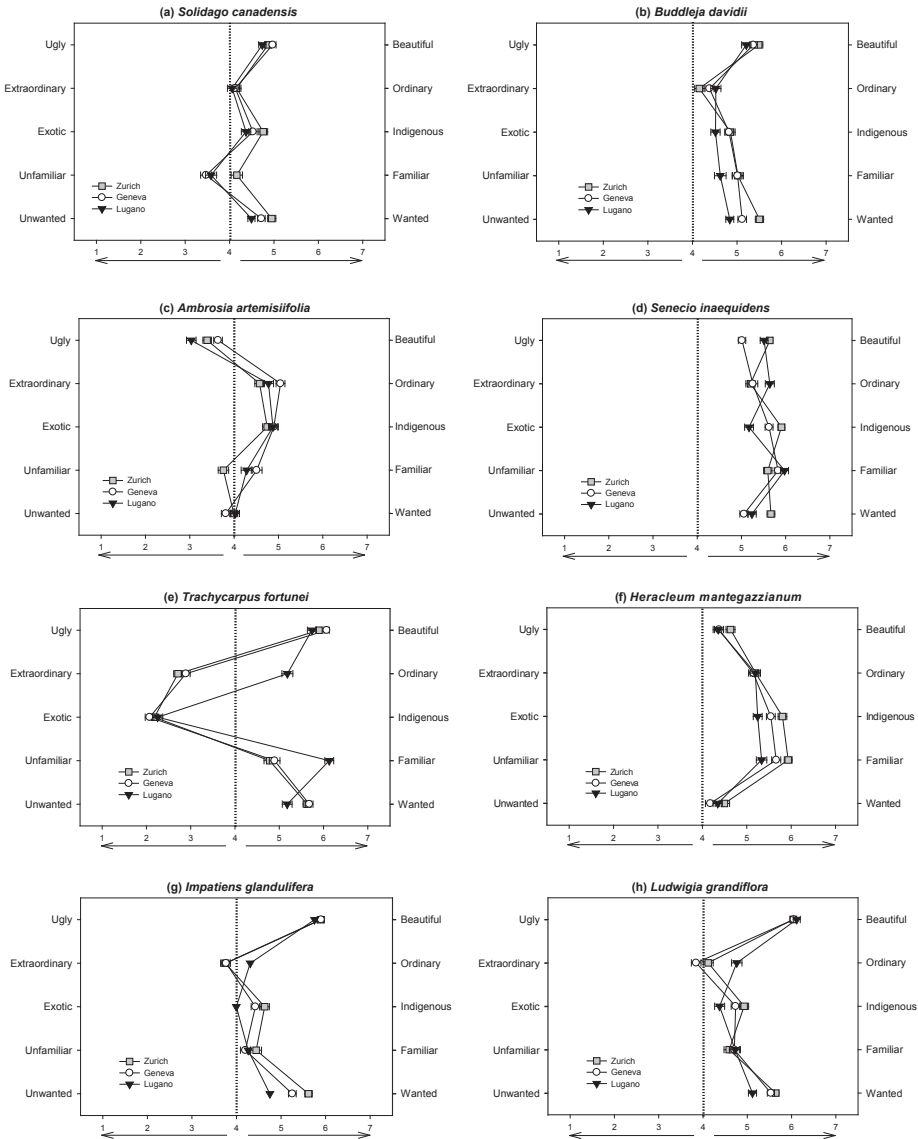 (a) Solidago canadensis
Ugly Beautiful
Extraordinary Ordinary
Exotic Indigenous
Unfamiliar Familiar
Unwanted Wanted
Zurich
Geneva
Lugano
1 2 3 4 5 6 7
(b) Buddleja davidii
Ugly Beautiful
Extraordinary Ordinary
Exotic Indigenous
Unfamiliar Familiar
Unwanted Wanted
Zurich
Geneva
Lugano
1 2 3 4 5 6 7
(c) Ambrosia artemisiifolia
Ugly Beautiful
Extraordinary Ordinary
Exotic Indigenous
Unfamiliar Familiar
Unwanted Wanted
Zurich
Geneva
Lugano
1 2 3 4 5 6 7
(d) Senecio inaequidens
Ugly Beautiful
Extraordinary Ordinary
Exotic Indigenous
Unfamiliar Familiar
Unwanted Wanted
Zurich
Geneva
Lugano
1 2 3 4 5 6 7
(e) Trachycarpus fortunei
Ugly Beautiful
Extraordinary Ordinary
Exotic Indigenous
Unfamiliar Familiar
Unwanted Wanted
Zurich
Geneva
Lugano
1 2 3 4 5 6 7
(f) Heracleum mantegazzianum
Ugly Beautiful
Extraordinary Ordinary
Exotic Indigenous
Unfamiliar Familiar
Unwanted Wanted
Zurich
Geneva
Lugano
1 2 3 4 5 6 7
(g) Impatiens glandulifera
Ugly Beautiful
Extraordinary Ordinary
Exotic Indigenous
Unfamiliar Familiar
Unwanted Wanted
Zurich
Geneva
Lugano
1 2 3 4 5 6 7
(h) Ludwigia grandiflora
Ugly Beautiful
Extraordinary Ordinary
Exotic Indigenous
Unfamiliar Familiar
Unwanted Wanted
Zurich
Geneva
Lugano
1 2 3 4 5 6 7